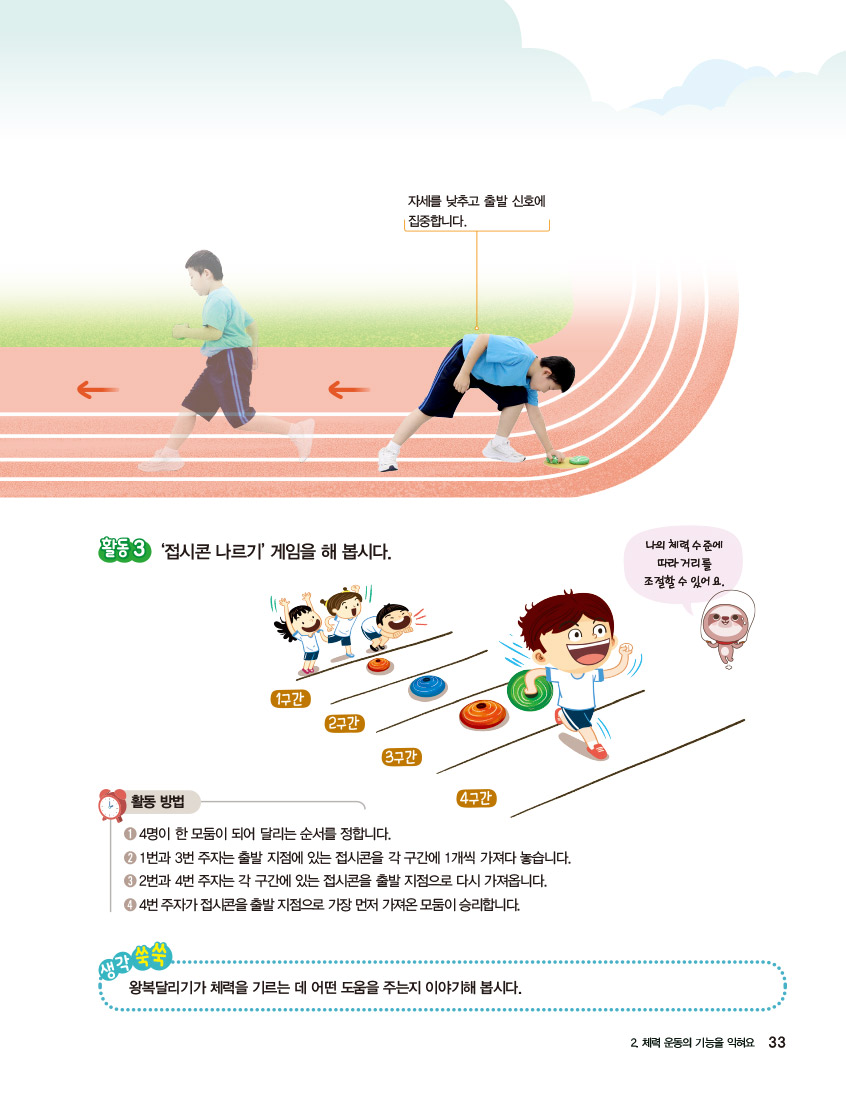 자세를 낮추고 출발 신호에
집중합니다.
활동 3 '접시콘 나르기' 게임을 해 봅시다.
나의 체력 수준에
따라 거리를
조절할 수 있어요.
1구간
2구간
3구간
4구간
활동 방법
1 4명이 한 모둠이 되어 달리는 순서를 정합니다.
2 1번과 3번 주자는 출발 지점에 있는 접시콘을 각 구간에 1개씩 가져다 놓습니다.
3 2번과 4번 주자는 각 구간에 있는 접시콘을 출발 지점으로 다시 가져옵니다.
4 4번 주자가 접시콘을 출발 지점으로 가장 먼저 가져온 모둠이 승리합니다.
생각 쑥쑥
왕복달리기가 체력을 기르는 데 어떤 도움을 주는지 이야기해 봅시다.
2. 체력 운동의 기능을 익혀요 33